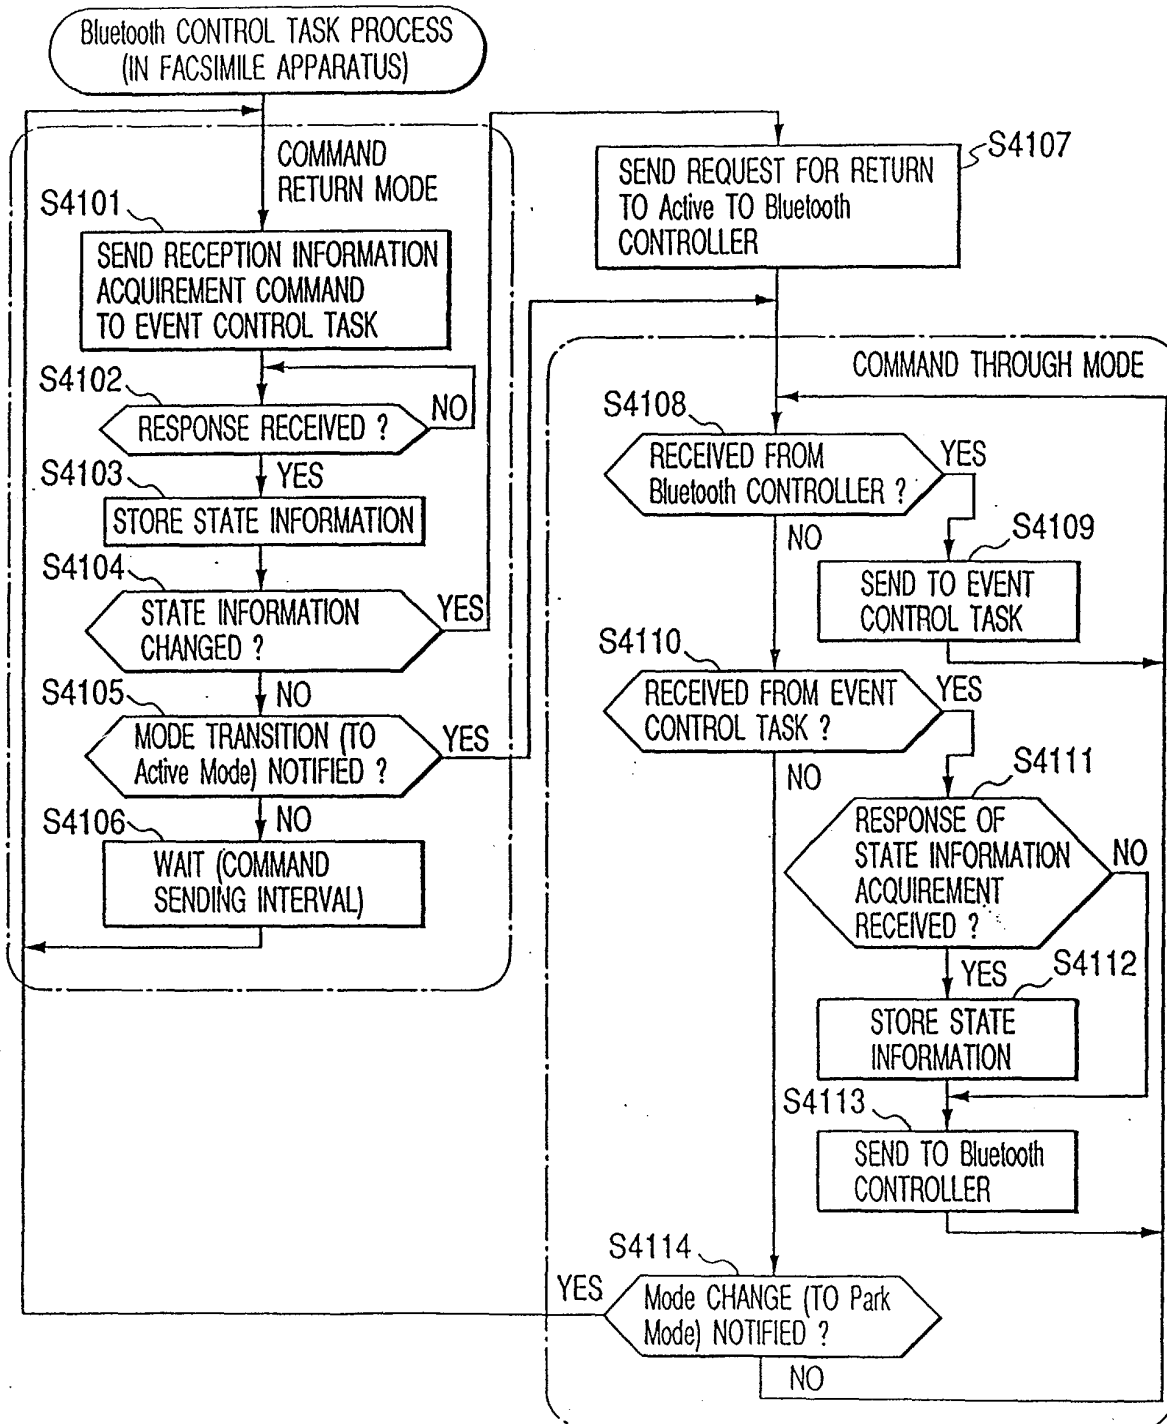 Bluetooth CONTROL TASK PROCESS
(IN FACSIMILE APPARATUS)
COMMAND
RETURN MODE
S4101
SEND RECEPTION INFORMATION
ACQUIREMENT COMMAND
TO EVENT CONTROL TASK
S4102
RESPONSE RECEIVED ?
NO
YES
S4103
STORE STATE INFORMATION
S4104
STATE INFORMATION
CHANGED ?
YES
NO
S4105
MODE TRANSITION (TO
Active Mode) NOTIFIED ?
YES
NO
S4106
WAIT (COMMAND
SENDING INTERVAL)
S4107
SEND REQUEST FOR RETURN
TO Active TO Bluetooth
CONTROLLER
COMMAND THROUGH MODE
S4108
RECEIVED FROM
Bluetooth CONTROLLER ?
YES
NO
S4109
SEND TO EVENT
CONTROL TASK
S4110
RECEIVED FROM EVENT
CONTROL TASK ?
YES
NO
S4111
RESPONSE OF
STATE INFORMATION
ACQUIREMENT
RECEIVED ?
NO
YES
S4112
STORE STATE
INFORMATION
S4113
SEND TO Bluetooth
CONTROLLER
S4114
Mode CHANGE (TO Park
Mode) NOTIFIED ?
YES
NO